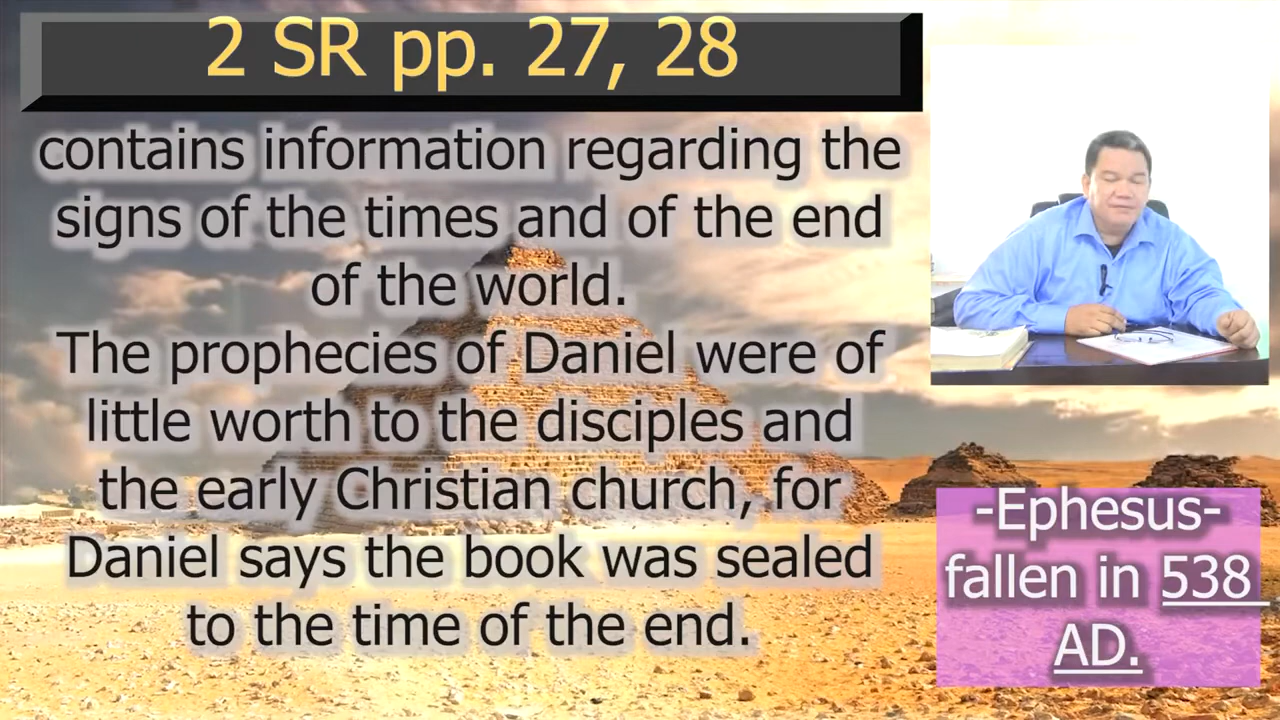 2 SR pp. 27, 28
contains information regarding the
signs of the times and of the end
of the world.
The prophecies of Daniel were of
little worth to the disciples and
the early Christian church, for
Daniel says the book was sealed
to the time of the end.
-Ephesus-
fallen in 538
AD.